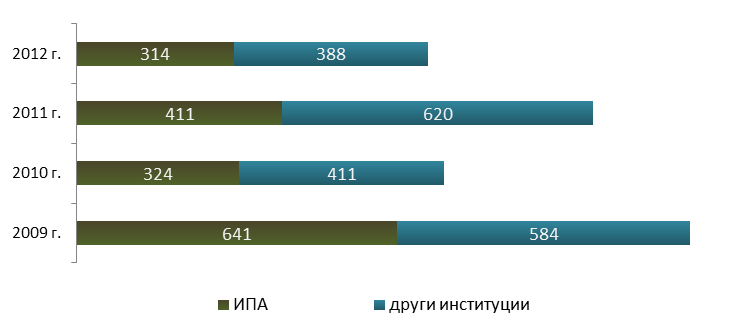 2012 г. 314 388
2011 г. 411 620
2010 г. 324 411
2009 г. 641 584
ИПА други институции